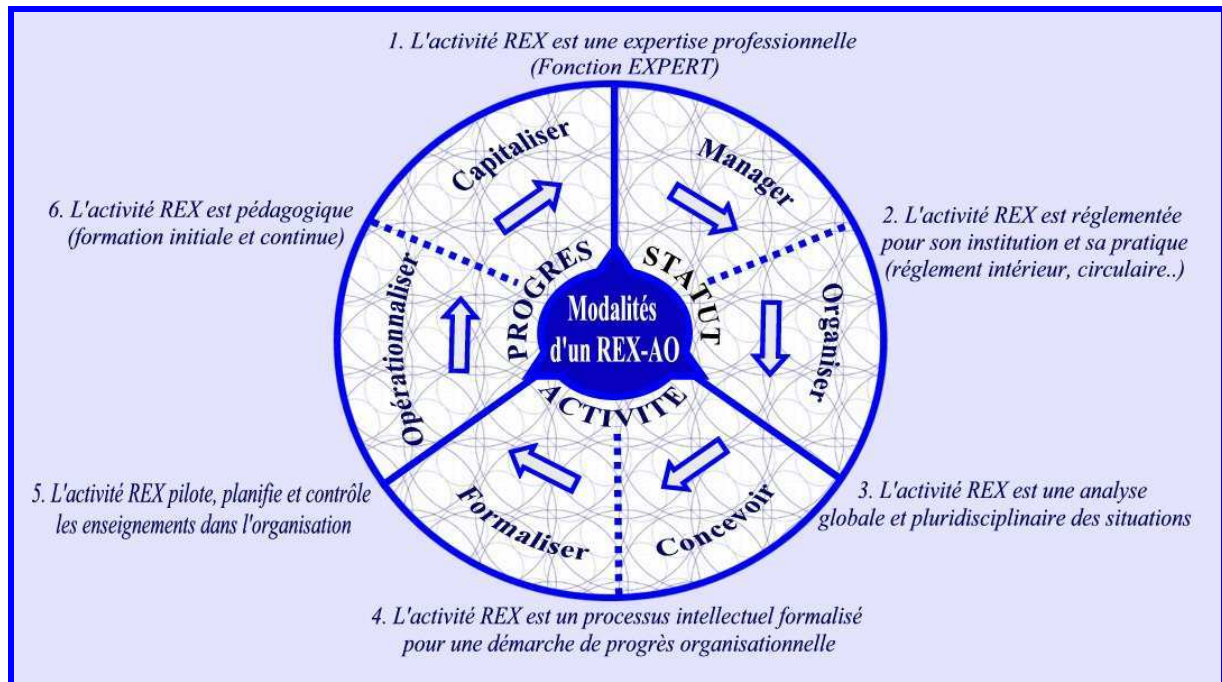 1. L'activité REX est une expertise professionnelle
(Fonction EXPERT)
Capitaliser
Manager
6. L'activité REX est pédagogique
(formation initiale et continue)
2. L'activité REX est réglementée
pour son institution et sa pratique
(réglement intérieur, circulaire..)
PROGRES
STATUT
Opérationnaliser
Modalités
d'un REX-AO
Organiser
ACTIVITE
5. L'activité REX pilote, planifie et contrôle
les enseignements dans l'organisation
Formaliser
Concevoir
3. L'activité REX est une analyse
globale et pluridisciplinaire des situations
4. L'activité REX est un processus intellectuel formalisé
pour une démarche de progrès organisationnelle